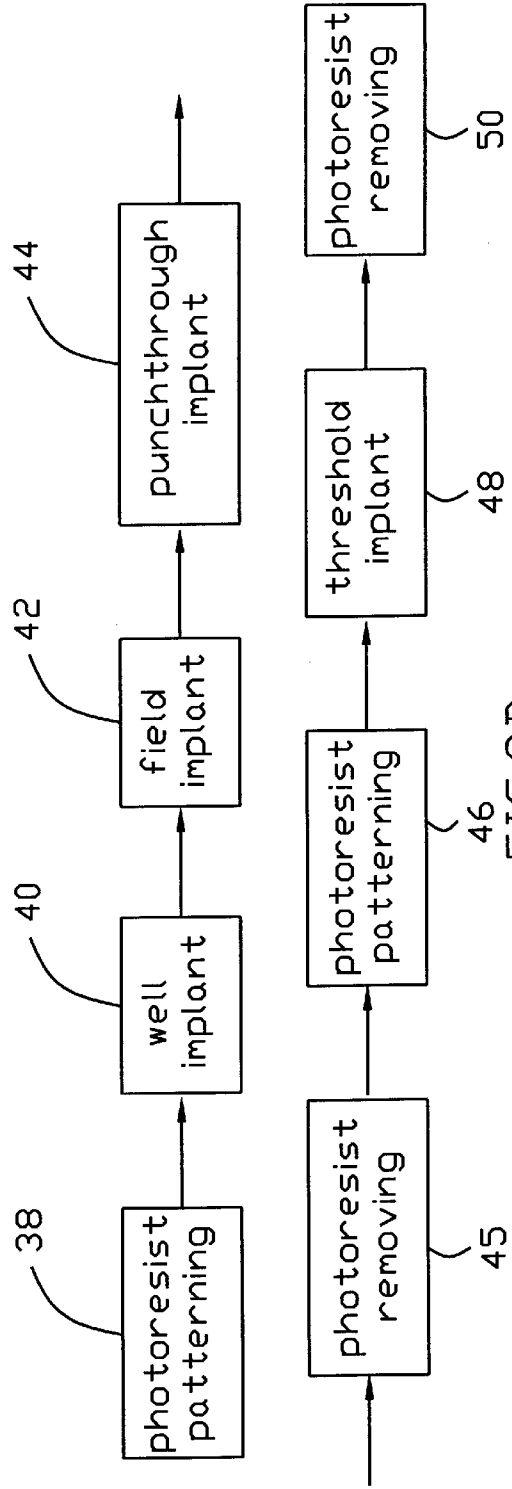 38
40
42
44
photoresist
patterning
well
implant
field
implant
punchthrough
implant
photoresist
removing
photoresist
patterning
threshold
implant
photoresist
removing
45
46
48
50
FIG.